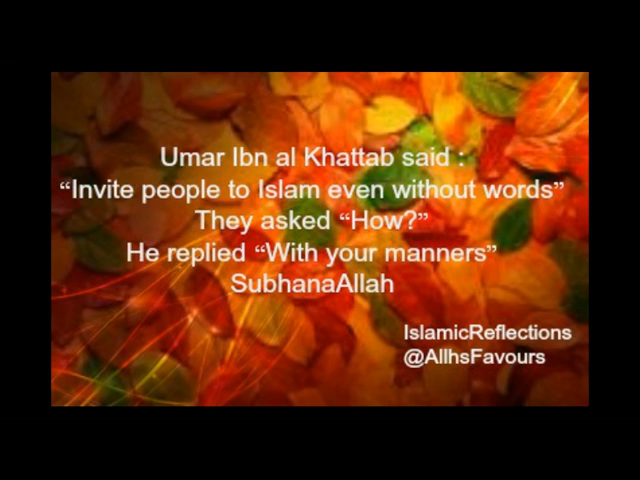 Umar Ibn al Khattab said :
“Invite people to Islam even without words”
They asked “How?”
He replied “With your manners”
SubhanaAllah
IslamicReflections
@AllhsFavours